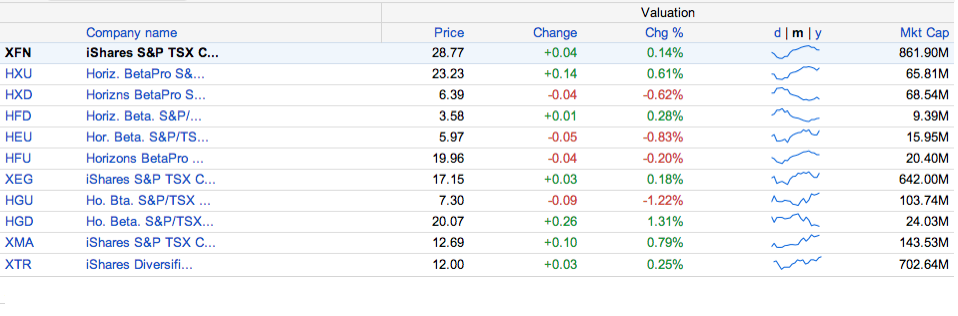 Valuation
Company name Price Change Chg % d | m | y Mkt Cap
XFN iShares S&P TSX C... 28.77 +0.04 0.14% 861.90M
HXU Horiz. BetaPro S&... 23.23 +0.14 0.61% 65.81M
HXD Horizns BetaPro S... 6.39 -0.04 -0.62% 68.54M
HFD Horiz. Beta. S&P/... 3.58 +0.01 0.28% 9.39M
HEU Hor. Beta. S&P/TS... 5.97 -0.05 -0.83% 15.95M
HFU Horizons BetaPro ... 19.96 -0.04 -0.20% 20.40M
XEG iShares S&P TSX C... 17.15 +0.03 0.18% 642.00M
HGU Ho. Bta. S&P/TSX ... 7.30 -0.09 -1.22% 103.74M
HGD Ho. Beta. S&P/TSX... 20.07 +0.26 1.31% 24.03M
XMA iShares S&P TSX C... 12.69 +0.10 0.79% 143.53M
XTR iShares Diversifi... 12.00 +0.03 0.25% 702.64M